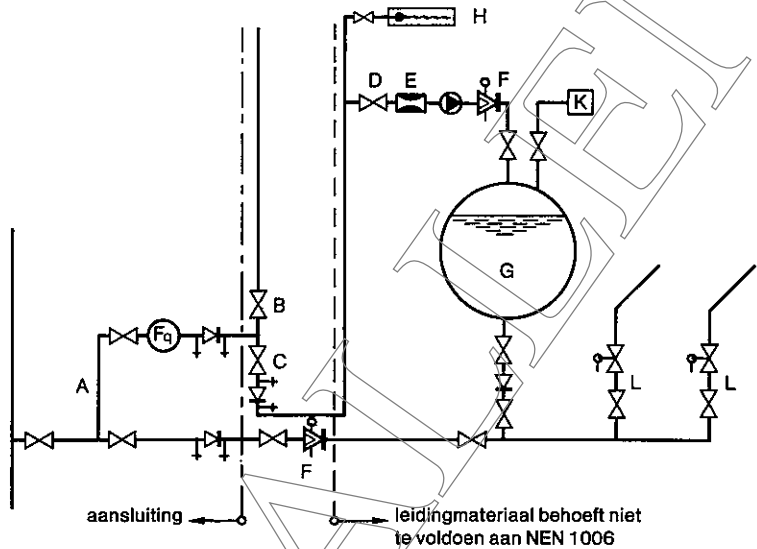 H
D
E
F
K
G
B
Fq
C
A
L
L
F
aansluiting
leidingmateriaal behoeft niet
te voldoen aan NEN 1006